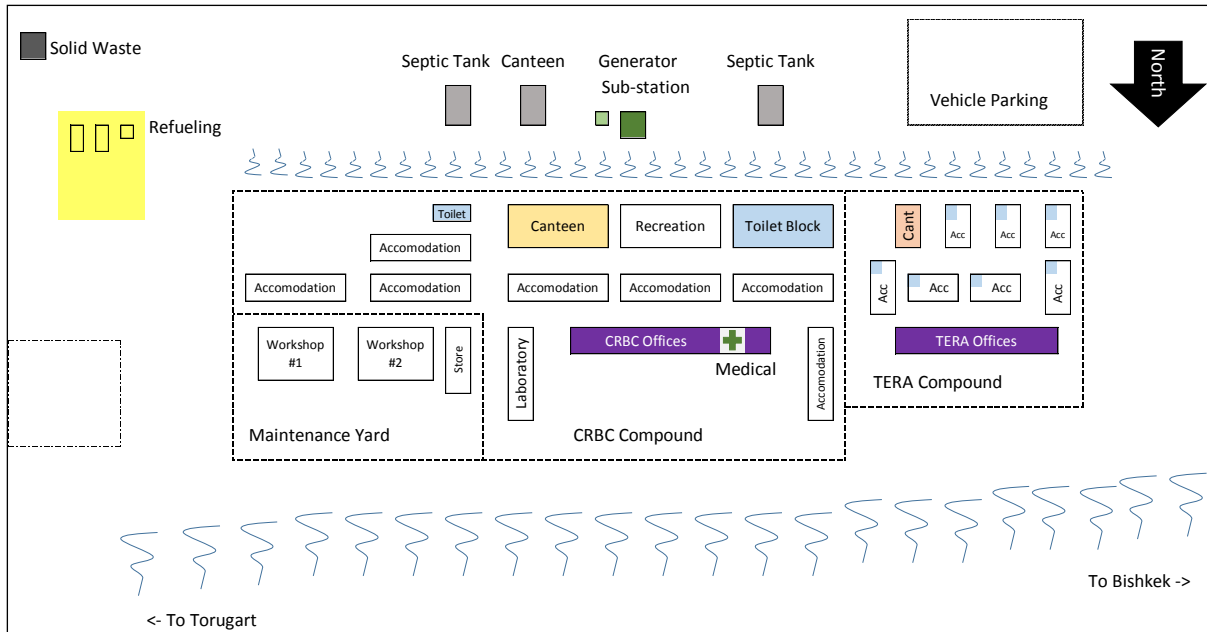 Solid Waste
Septic Tank
Canteen
Generator
Sub-station
Septic Tank
Vehicle Parking
North
Refueling
Toilet
Canteen
Recreation
Toilet Block
Cant
Acc
Acc
Acc
Accomodation
Accomodation
Accomodation
Accomodation
Accomodation
Accomodation
Acc
Acc
Acc
Acc
Workshop
#1
Workshop
#2
Store
Laboratory
CRBC Offices
Medical
Accomodation
TERA Offices
TERA Compound
Maintenance Yard
CRBC Compound
To Bishkek ->
<- To Torugart